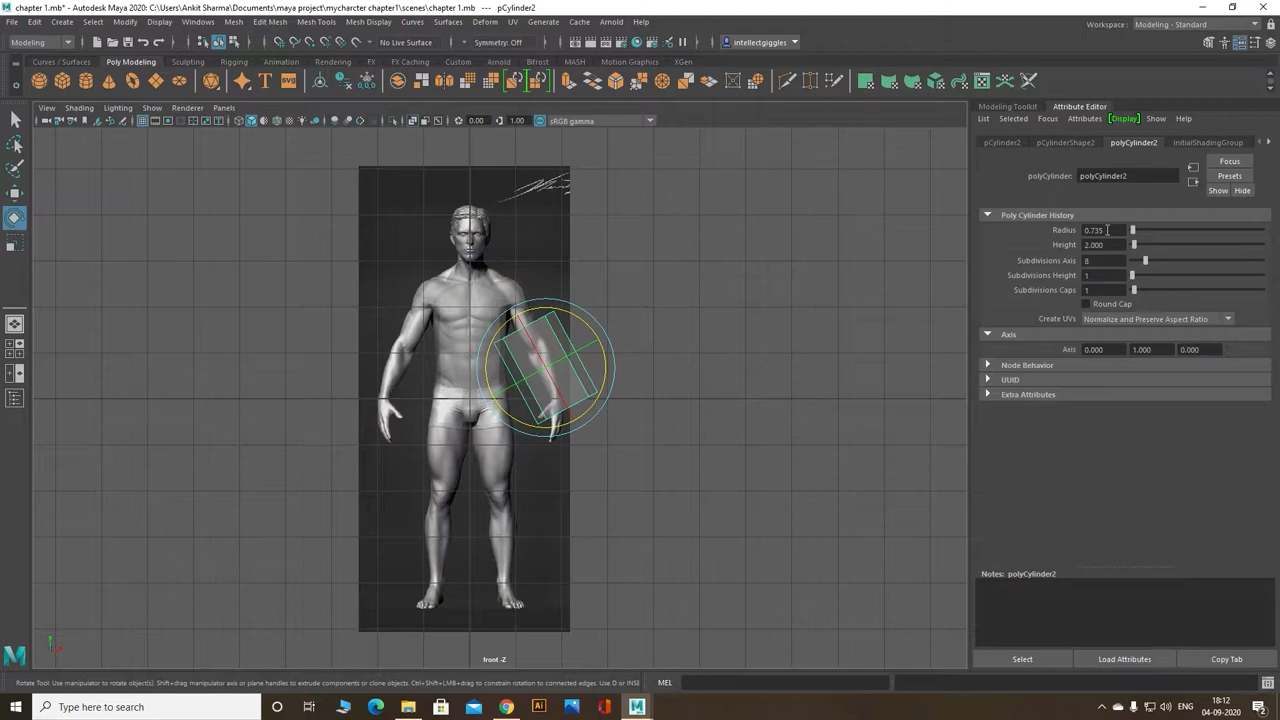 chapter 1.mb* - Autodesk Maya 2020: C:\Users\Ankit Sharma\Documents\maya project\mycharcter chapter 1\scenes\chapter 1.mb --- pCylinder2
File Edit Create Select Modify Display Windows Mesh Edit Mesh Mesh Tools Mesh Display Curves Surfaces Deform UV Generate Cache Arnold Help
Workspace : Modeling - Standard
Modeling No Live Surface Symmetry: Off intellectgiggles
Curves / Surfaces Poly Modeling Sculpting Rigging Animation Rendering FX FX Caching Custom Arnold Bifrost MASH Motion Graphics XGen
View Shading Lighting Show Renderer Panels
0.00 1.00 sRGB gamma
front -Z
Modeling Toolkit Attribute Editor
List Selected Focus Attributes Display Show Help
pCylinder2 pCylinderShape2 polyCylinder2 initialShadingGroup
Focus
polyCylinder: polyCylinder2 Presets
Show Hide
Poly Cylinder History
Radius 0.735
Height 2.000
Subdivisions Axis 8
Subdivisions Height 1
Subdivisions Caps 1
Round Cap
Create UVs Normalize and Preserve Aspect Ratio
Axis
Axis 0.000 1.000 0.000
Node Behavior
UUID
Extra Attributes
Notes: polyCylinder2
Select Load Attributes Copy Tab
MEL
Type here to search
18:12
04-09-2020